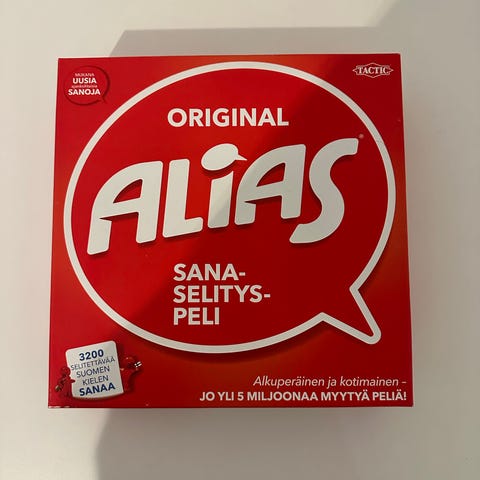 MUKANA
UUSIA
ajankohtaisia
SANOJA
TACTIC
ORIGINAL
ALIAS®
SANA-
SELITYS-
PELI
3200
SELITETTÄVÄÄ
SUOMEN
KIELEN
SANAA
Alkuperäinen ja kotimainen –
JO YLI 5 MILJOONAA MYYTYÄ PELIÄ!